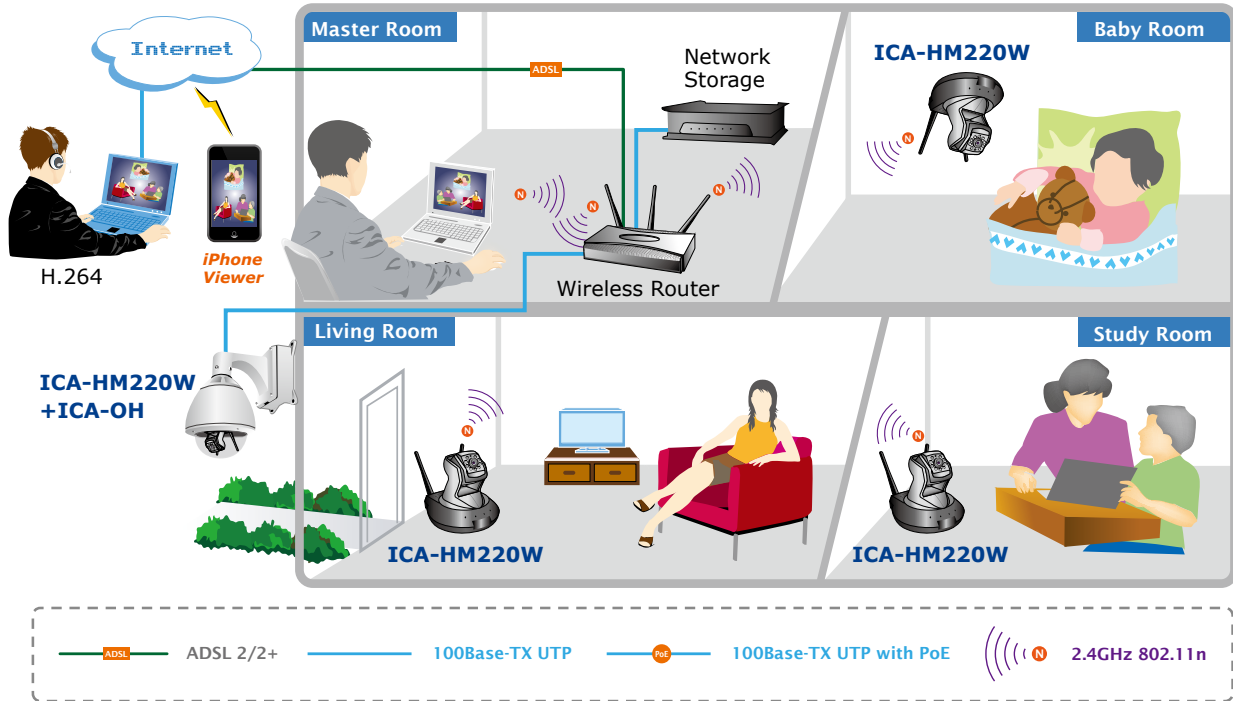 Internet
Master Room
ADSL
Network
Storage
ICA-HM220W
Baby Room
N
N
N
N
H.264
iPhone
Viewer
Wireless Router
Living Room
Study Room
ICA-HM220W
+ICA-OH
N
N
ICA-HM220W
ICA-HM220W
ADSL
ADSL 2/2+
100Base-TX UTP
PoE
100Base-TX UTP with PoE
N
2.4GHz 802.11n